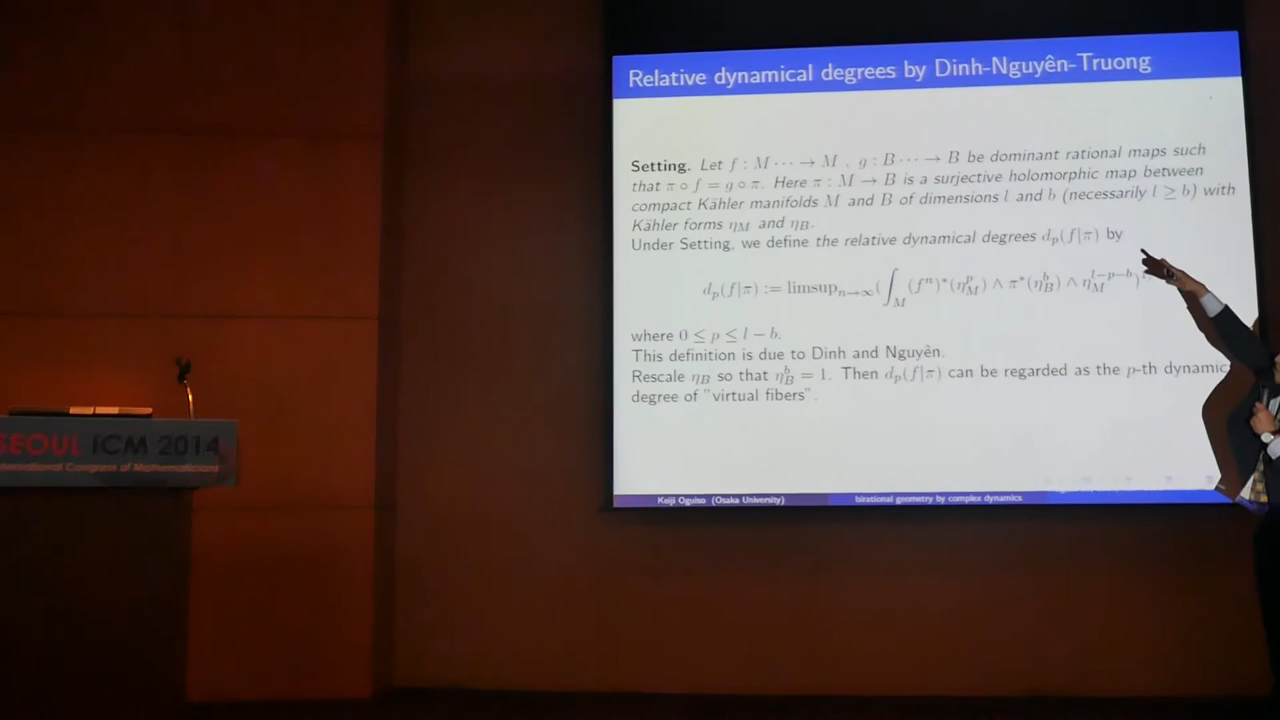 Relative dynamical degrees by Dinh-Nguyên-Truong
Setting. Let f : M ⋯ → M , g : B ⋯ → B be dominant rational maps such
that π ∘ f = g ∘ π. Here π : M → B is a surjective holomorphic map between
compact Kähler manifolds M and B of dimensions l and b (necessarily l ≥ b) with
Kähler forms η_M and η_B.
Under Setting, we define the relative dynamical degrees d_p(f|π) by
d_p(f|π) := limsup_{n→∞}(∫_M (f^n)^*(η_M^p) ∧ π^*(η_B^b) ∧ η_M^{l−p−b})
where 0 ≤ p ≤ l − b.
This definition is due to Dinh and Nguyên.
Rescale η_B so that η_B^b = 1. Then d_p(f|π) can be regarded as the p-th dynamic
degree of "virtual fibers".
SEOUL ICM 2014
nternational Congress of Mathematicians
Keiji Oguiso (Osaka University)
birational geometry by complex dynamics